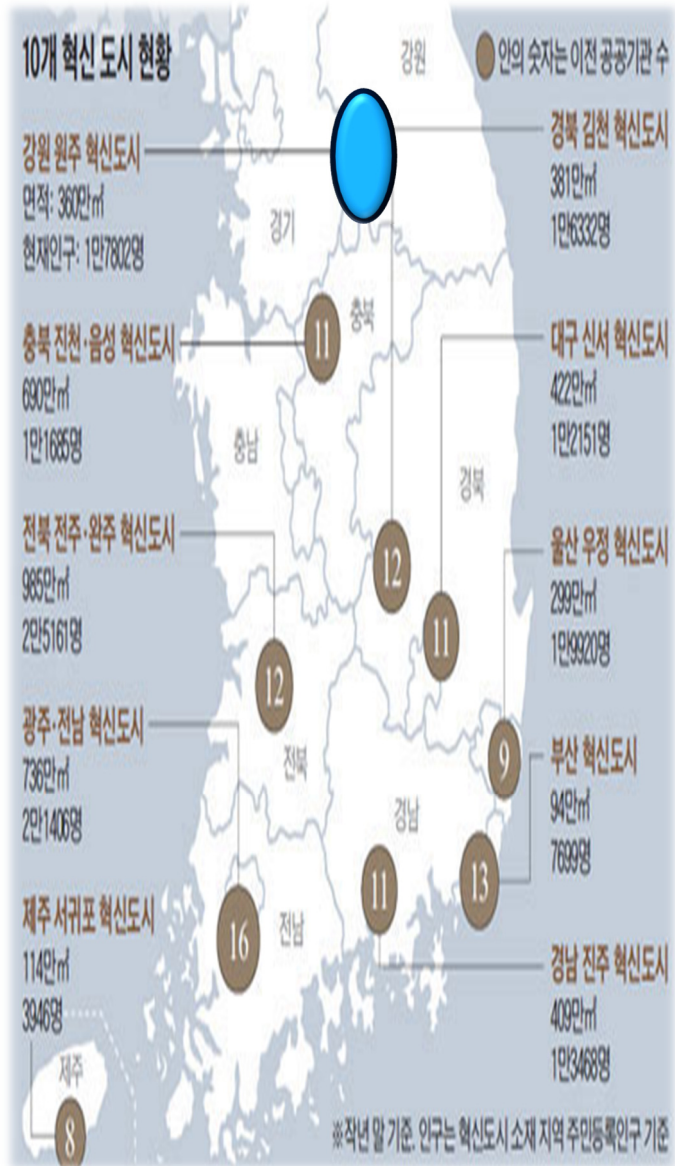 10개 혁신 도시 현황
안의 숫자는 이전 공공기관 수
강원 원주 혁신도시
면적: 360만㎡
현재인구: 1만7802명
충북 진천·음성 혁신도시
690만㎡
1만1685명
전북 전주·완주 혁신도시
985만㎡
2만5161명
광주·전남 혁신도시
736만㎡
2만1406명
제주 서귀포 혁신도시
114만㎡
3946명
경북 김천 혁신도시
381만㎡
1만6332명
대구 신서 혁신도시
422만㎡
1만2151명
울산 우정 혁신도시
299만㎡
1만9920명
부산 혁신도시
94만㎡
7699명
경남 진주 혁신도시
409만㎡
1만3468명
강원
경기
충북
11
충남
경북
12
11
12
전북
9
경남
13
11
16
전남
제주
8
※작년 말 기준. 인구는 혁신도시 소재 지역 주민등록인구 기준